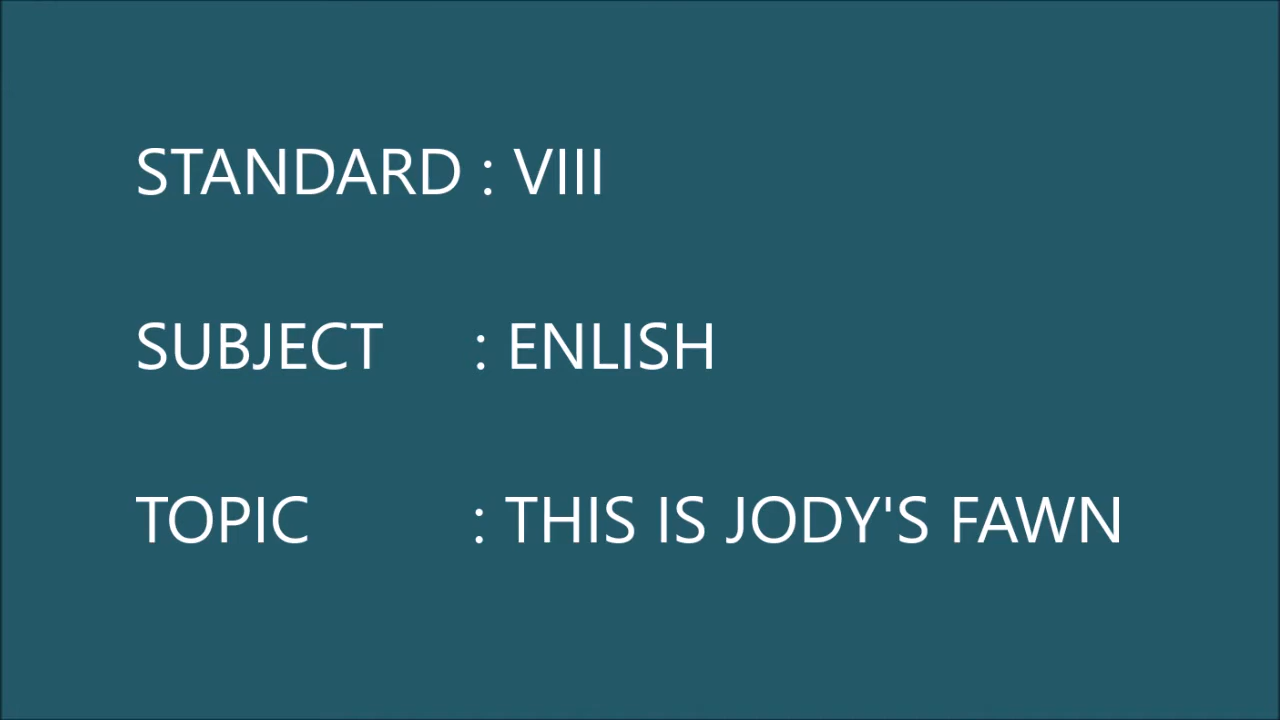 STANDARD : VIII
SUBJECT : ENLISH
TOPIC : THIS IS JODY'S FAWN